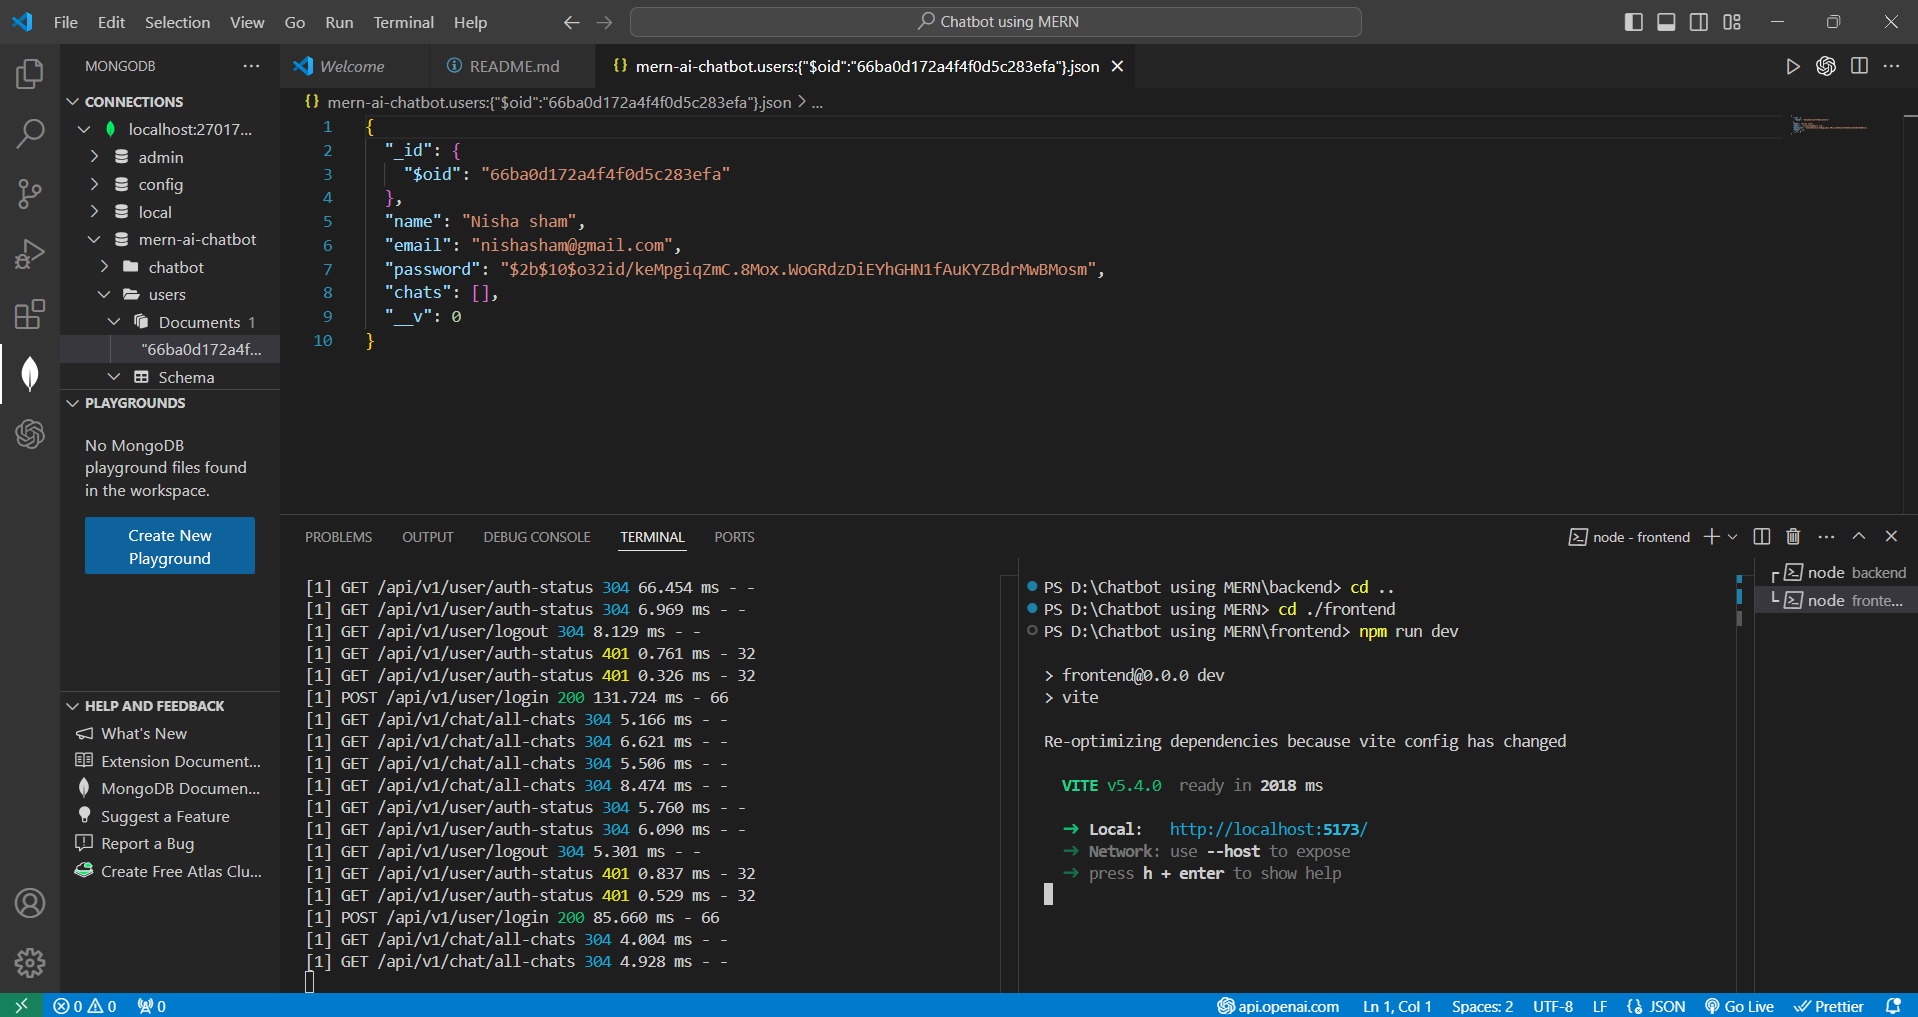 File Edit Selection View Go Run Terminal Help
Chatbot using MERN
MONGODB
CONNECTIONS
localhost:27017...
admin
config
local
mern-ai-chatbot
chatbot
users
Documents 1
"66ba0d172a4f...
Schema
PLAYGROUNDS
No MongoDB
playground files found
in the workspace.
Create New
Playground
HELP AND FEEDBACK
What's New
Extension Document...
MongoDB Documen...
Suggest a Feature
Report a Bug
Create Free Atlas Clu...
Welcome README.md {} mern-ai-chatbot.users:{"$oid":"66ba0d172a4f4f0d5c283efa"}.json
{} mern-ai-chatbot.users:{"$oid":"66ba0d172a4f4f0d5c283efa"}.json > ...
1 {
2 "_id": {
3 "$oid": "66ba0d172a4f4f0d5c283efa"
4 },
5 "name": "Nisha sham",
6 "email": "nishasham@gmail.com",
7 "password": "$2b$10$o32id/keMpgiqZmC.8Mox.WoGRdzDiEYhGHN1fAuKYZBdrMwBMosm",
8 "chats": [],
9 "__v": 0
10 }
PROBLEMS OUTPUT DEBUG CONSOLE TERMINAL PORTS
node - frontend
[1] GET /api/v1/user/auth-status 304 66.454 ms - -
[1] GET /api/v1/user/auth-status 304 6.969 ms - -
[1] GET /api/v1/user/logout 304 8.129 ms - -
[1] GET /api/v1/user/auth-status 401 0.761 ms - 32
[1] GET /api/v1/user/auth-status 401 0.326 ms - 32
[1] POST /api/v1/user/login 200 131.724 ms - 66
[1] GET /api/v1/chat/all-chats 304 5.166 ms - -
[1] GET /api/v1/chat/all-chats 304 6.621 ms - -
[1] GET /api/v1/chat/all-chats 304 5.506 ms - -
[1] GET /api/v1/chat/all-chats 304 8.474 ms - -
[1] GET /api/v1/user/auth-status 304 5.760 ms - -
[1] GET /api/v1/user/auth-status 304 6.090 ms - -
[1] GET /api/v1/user/logout 304 5.301 ms - -
[1] GET /api/v1/user/auth-status 401 0.837 ms - 32
[1] GET /api/v1/user/auth-status 401 0.529 ms - 32
[1] POST /api/v1/user/login 200 85.660 ms - 66
[1] GET /api/v1/chat/all-chats 304 4.004 ms - -
[1] GET /api/v1/chat/all-chats 304 4.928 ms - -
PS D:\Chatbot using MERN\backend> cd ..
PS D:\Chatbot using MERN> cd ./frontend
PS D:\Chatbot using MERN\frontend> npm run dev
> frontend@0.0.0 dev
> vite
Re-optimizing dependencies because vite config has changed
VITE v5.4.0 ready in 2018 ms
➜ Local: http://localhost:5173/
➜ Network: use --host to expose
➜ press h + enter to show help
node backend
node fronte...
0 0 0
api.openai.com Ln 1, Col 1 Spaces: 2 UTF-8 LF {} JSON Go Live Prettier